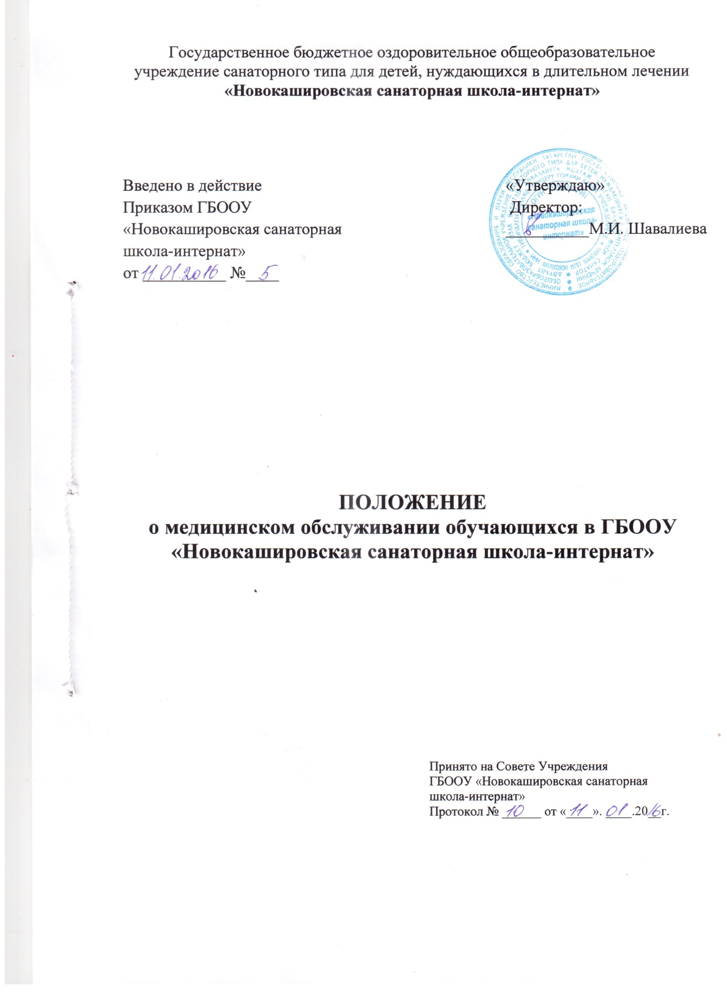 Государственное бюджетное оздоровительное общеобразовательное
учреждение санаторного типа для детей, нуждающихся в длительном лечении
«Новокашировская санаторная школа-интернат»
Введено в действие
Приказом ГБООУ
«Новокашировская санаторная
школа-интернат»
от 11.01.2016 № 5
«Утверждаю»
Директор:
____________М.И. Шавалиева
«Новокашировская
санаторная школа-
интернат»
ПОЛОЖЕНИЕ
о медицинском обслуживании обучающихся в ГБООУ
«Новокашировская санаторная школа-интернат»
Принято на Совете Учреждения
ГБООУ «Новокашировская санаторная
школа-интернат»
Протокол № 10 от «11». 01.2016г.